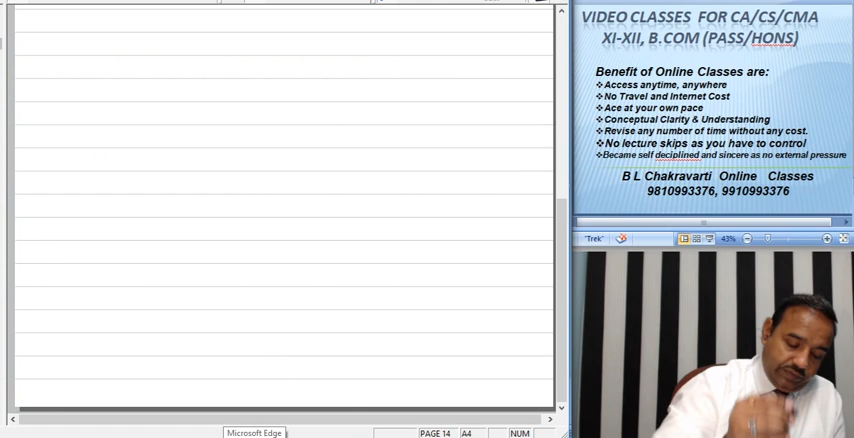 VIDEO CLASSES FOR CA/CS/CMA
XI-XII, B.COM (PASS/HONS)
Benefit of Online Classes are:
❖Access anytime, anywhere
❖No Travel and Internet Cost
❖Ace at your own pace
❖Conceptual Clarity & Understanding
❖Revise any number of time without any cost.
❖No lecture skips as you have to control
❖Became self deciplined and sincere as no external pressure
B L Chakravarti Online Classes
9810993376, 9910993376
"Trek" 43%
Microsoft Edge
PAGE 14 A4 NUM